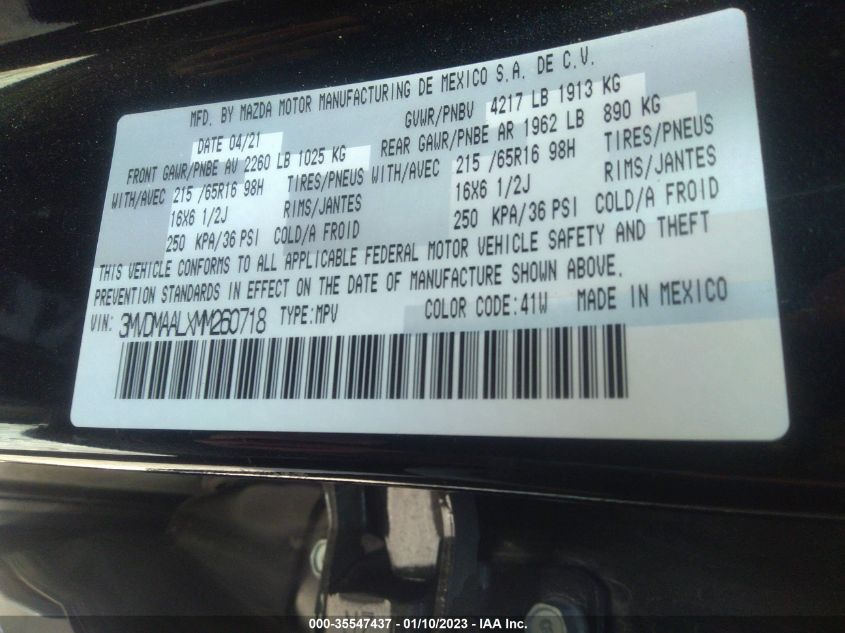 MFD. BY MAZDA MOTOR MANUFACTURING DE MEXICO S.A. DE C.V.
DATE 04/21 GVWR/PNBV 4217 LB 1913 KG
FRONT GAWR/PNBE AV 2260 LB 1025 KG REAR GAWR/PNBE AR 1962 LB 890 KG
WITH/AVEC 215 /65R16 98H TIRES/PNEUS WITH/AVEC 215 /65R16 98H TIRES/PNEUS
16X6 1/2J RIMS/JANTES 16X6 1/2J RIMS/JANTES
250 KPA/36 PSI COLD/A FROID 250 KPA/36 PSI COLD/A FROID
THIS VEHICLE CONFORMS TO ALL APPLICABLE FEDERAL MOTOR VEHICLE SAFETY AND THEFT
PREVENTION STANDARDS IN EFFECT ON THE DATE OF MANUFACTURE SHOWN ABOVE.
VIN: 3MVDMAALXMM260718 TYPE:MPV COLOR CODE:41W MADE IN MEXICO
000-35547437 - 01/10/2023 - IAA Inc.